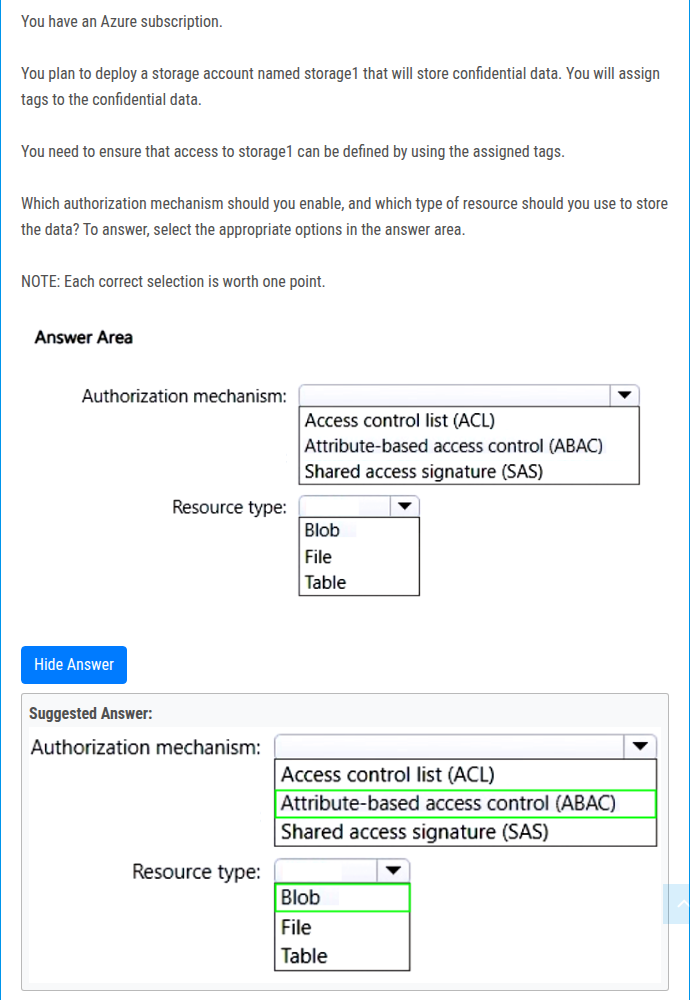 You have an Azure subscription.
You plan to deploy a storage account named storage1 that will store confidential data. You will assign
tags to the confidential data.
You need to ensure that access to storage1 can be defined by using the assigned tags.
Which authorization mechanism should you enable, and which type of resource should you use to store
the data? To answer, select the appropriate options in the answer area.
NOTE: Each correct selection is worth one point.
Answer Area
Authorization mechanism:
Access control list (ACL)
Attribute-based access control (ABAC)
Shared access signature (SAS)
Resource type:
Blob
File
Table
Hide Answer
Suggested Answer:
Authorization mechanism:
Access control list (ACL)
Attribute-based access control (ABAC)
Shared access signature (SAS)
Resource type:
Blob
File
Table